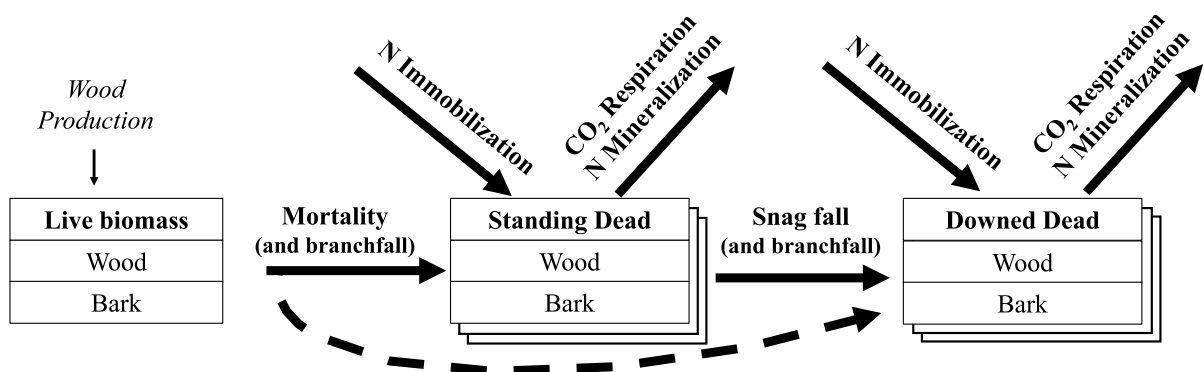 Wood
Production
Live biomass
Wood
Bark
Mortality
(and branchfall)
N Immobilization
CO₂ Respiration
N Mineralization
Standing Dead
Wood
Bark
Snag fall
(and branchfall)
N Immobilization
CO₂ Respiration
N Mineralization
Downed Dead
Wood
Bark